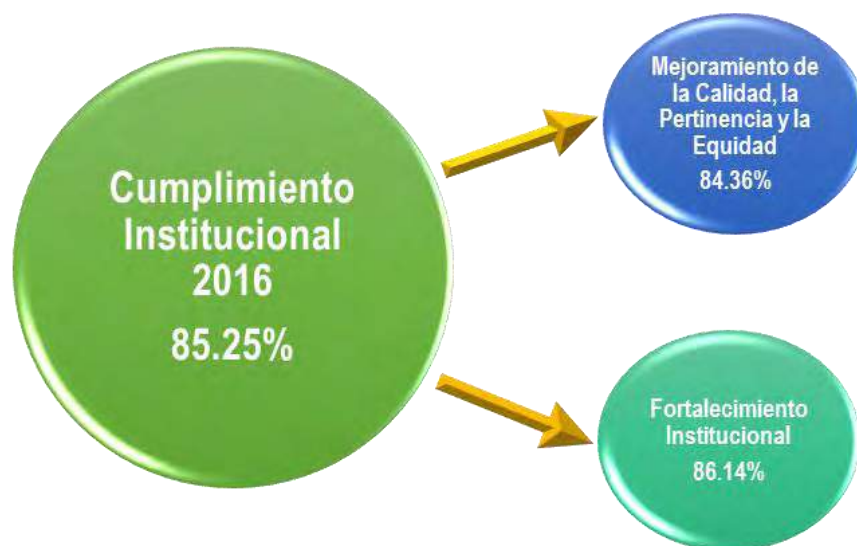 Cumplimiento
Institucional
2016
85.25%
Mejoramiento de
la Calidad, la
Pertinencia y la
Equidad
84.36%
Fortalecimiento
Institucional
86.14%